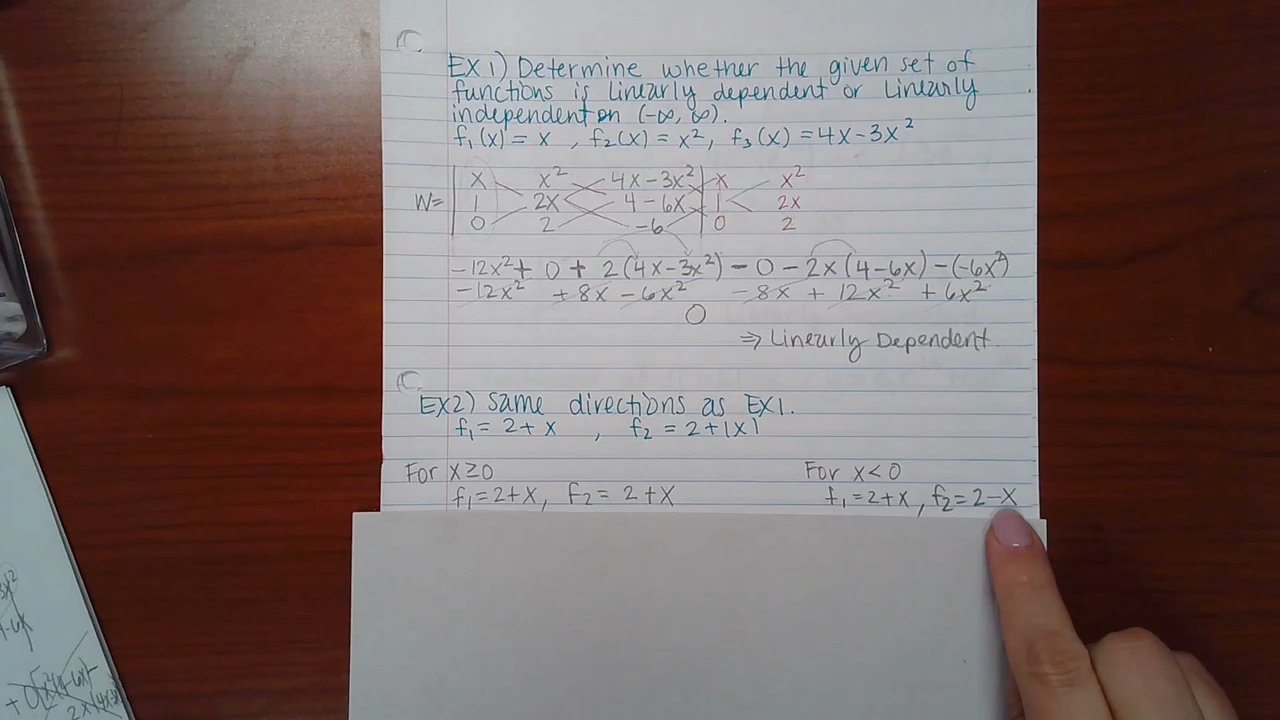 EX 1) Determine whether the given set of
functions is linearly dependent or linearly
independent on (-∞, ∞).
f₁(x) = x , f₂(x) = x², f₃(x) = 4x-3x²
x x² 4x-3x² x x²
W= 1 2x 4-6x 1 2x
0 2 -6 0 2
-12x² + 0 + 2(4x-3x²) - 0 - 2x(4-6x) - (-6x²)
-12x² + 8x - 6x² - 8x + 12x² + 6x²
0
⇒ Linearly Dependent.
EX2) Same directions as EX1.
f₁ = 2+x , f₂ = 2+|x|
For x≥0 For x<0
f₁=2+x, f₂= 2+x f₁=2+x, f₂=2-x